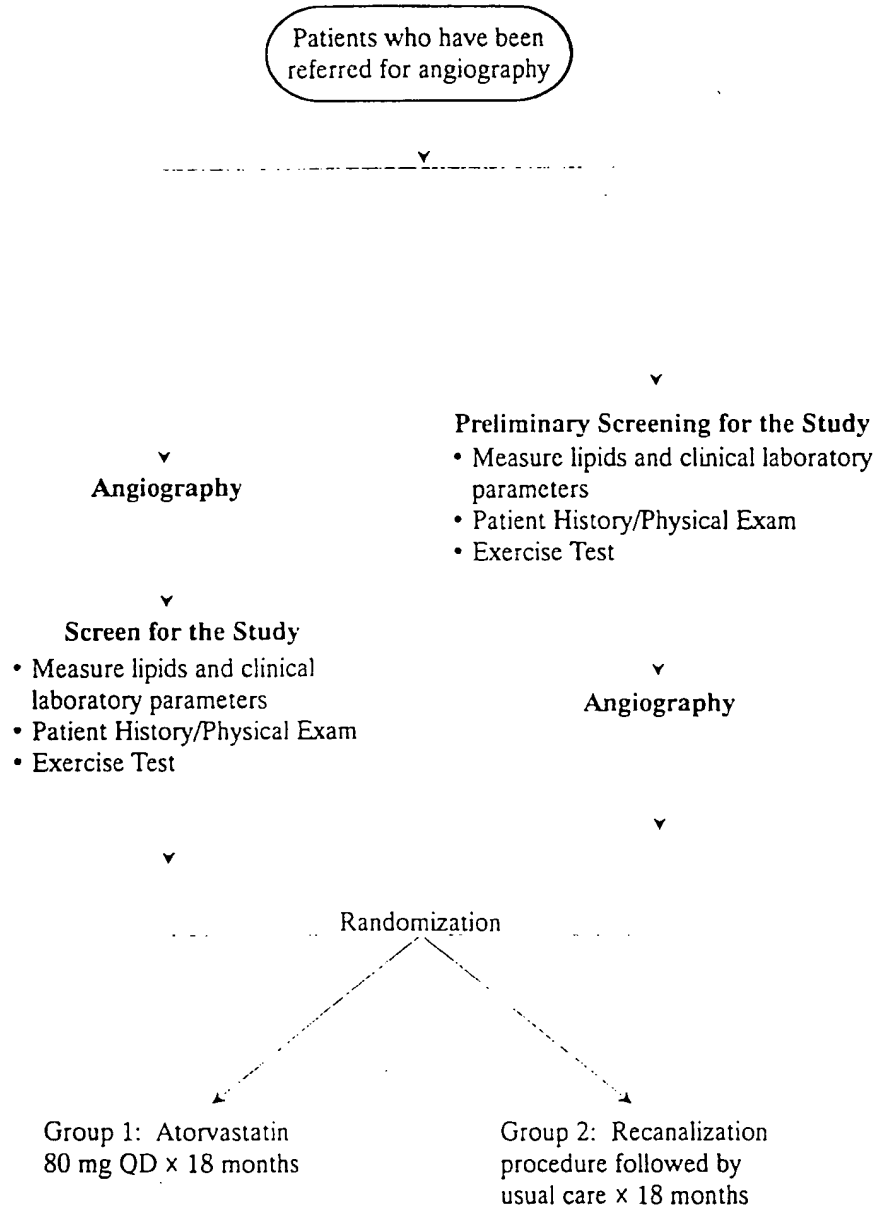 Patients who have been
referred for angiography
Angiography
Screen for the Study
• Measure lipids and clinical
laboratory parameters
• Patient History/Physical Exam
• Exercise Test
Preliminary Screening for the Study
• Measure lipids and clinical laboratory
parameters
• Patient History/Physical Exam
• Exercise Test
Angiography
Randomization
Group 1: Atorvastatin
80 mg QD × 18 months
Group 2: Recanalization
procedure followed by
usual care × 18 months